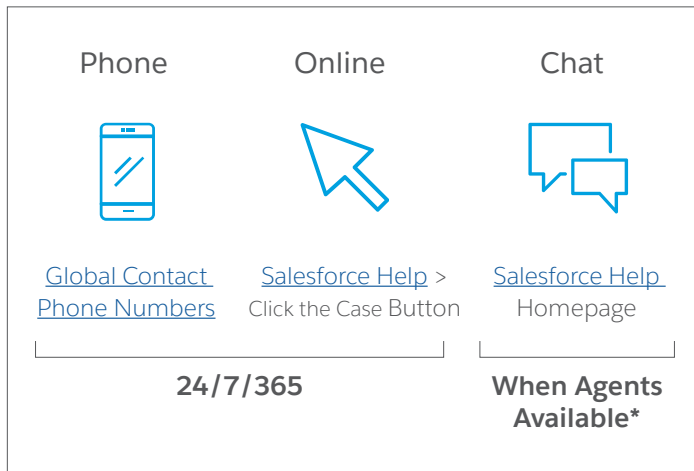 Phone
Online
Chat
Global Contact
Phone Numbers
Salesforce Help >
Click the Case Button
Salesforce Help
Homepage
24/7/365
When Agents
Available*